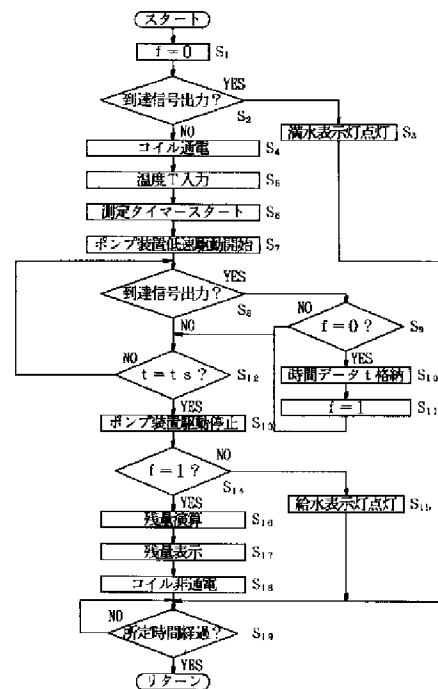 スタート
f=0 S₁
YES
到達信号出力? S₂
NO
満水表示灯点灯 S₃
コイル通電 S₄
温度T入力 S₅
測定タイマースタート S₆
ポンプ装置低速駆動開始 S₇
YES
到達信号出力? S₈
NO
NO
f=0? S₉
YES
NO
t=ts? S₁₂
時間データt格納 S₁₀
YES
f=1 S₁₁
ポンプ装置駆動停止 S₁₃
NO
f=1? S₁₄
YES
給水表示灯点灯 S₁₅
残量演算 S₁₆
残量表示 S₁₇
コイル非通電 S₁₈
NO
所定時間経過? S₁₉
YES
リターン